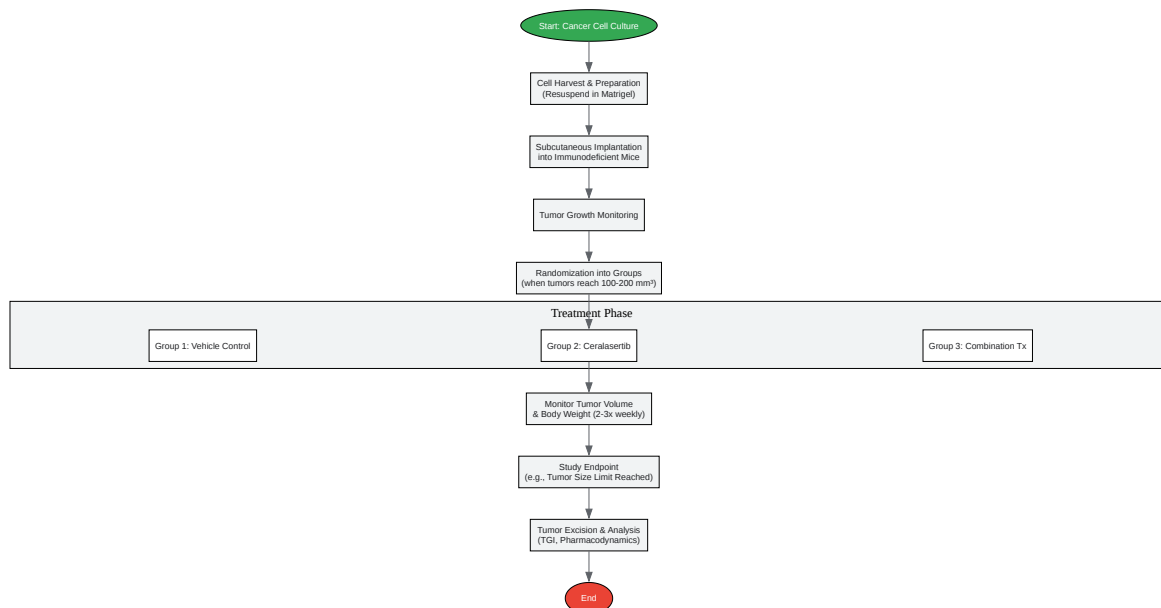 Start: Cancer Cell Culture
Cell Harvest & Preparation
(Resuspend in Matrigel)
Subcutaneous Implantation
into Immunodeficient Mice
Tumor Growth Monitoring
Randomization into Groups
(when tumors reach 100-200 mm³)
Treatment Phase
Group 1: Vehicle Control
Group 2: Ceralasertib
Group 3: Combination Tx
Monitor Tumor Volume
& Body Weight (2-3x weekly)
Study Endpoint
(e.g., Tumor Size Limit Reached)
Tumor Excision & Analysis
(TGI, Pharmacodynamics)
End